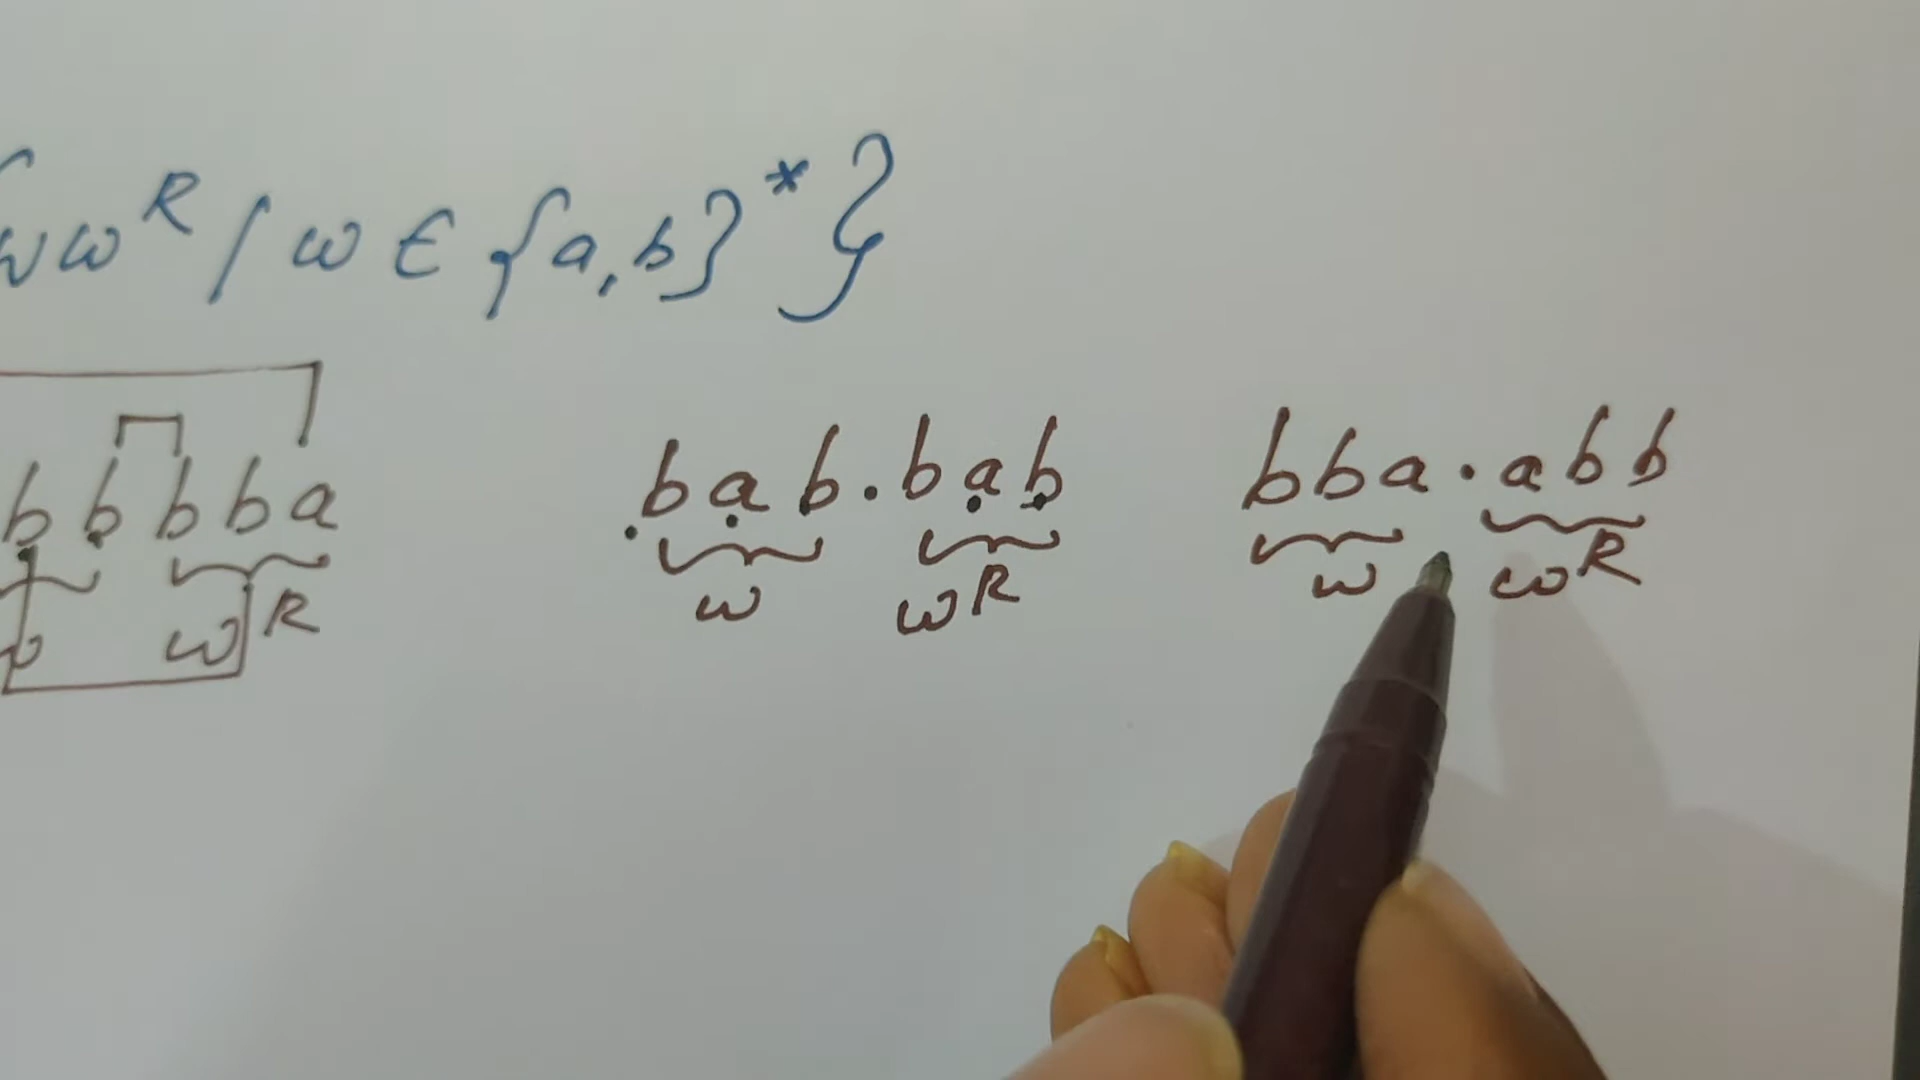 {ww^R / w ∈ {a,b}*}
b b b b a    bab.bab    bba.abb
w^R    w    w^R    w    w^R